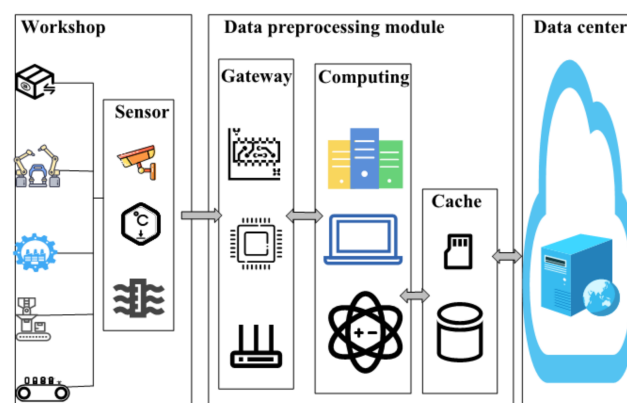 Workshop
Data preprocessing module
Data center
Gateway
Computing
Sensor
°C
Cache
+ -